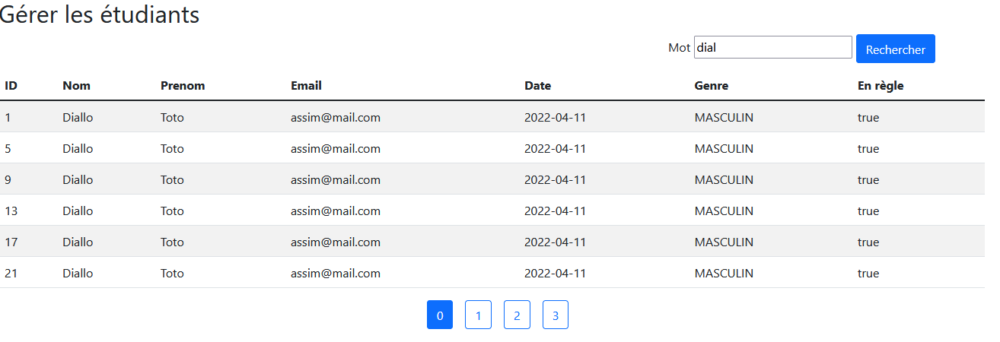 Gérer les étudiants
Mot dial Rechercher
ID Nom Prenom Email Date Genre En règle
1 Diallo Toto assim@mail.com 2022-04-11 MASCULIN true
5 Diallo Toto assim@mail.com 2022-04-11 MASCULIN true
9 Diallo Toto assim@mail.com 2022-04-11 MASCULIN true
13 Diallo Toto assim@mail.com 2022-04-11 MASCULIN true
17 Diallo Toto assim@mail.com 2022-04-11 MASCULIN true
21 Diallo Toto assim@mail.com 2022-04-11 MASCULIN true
0 1 2 3